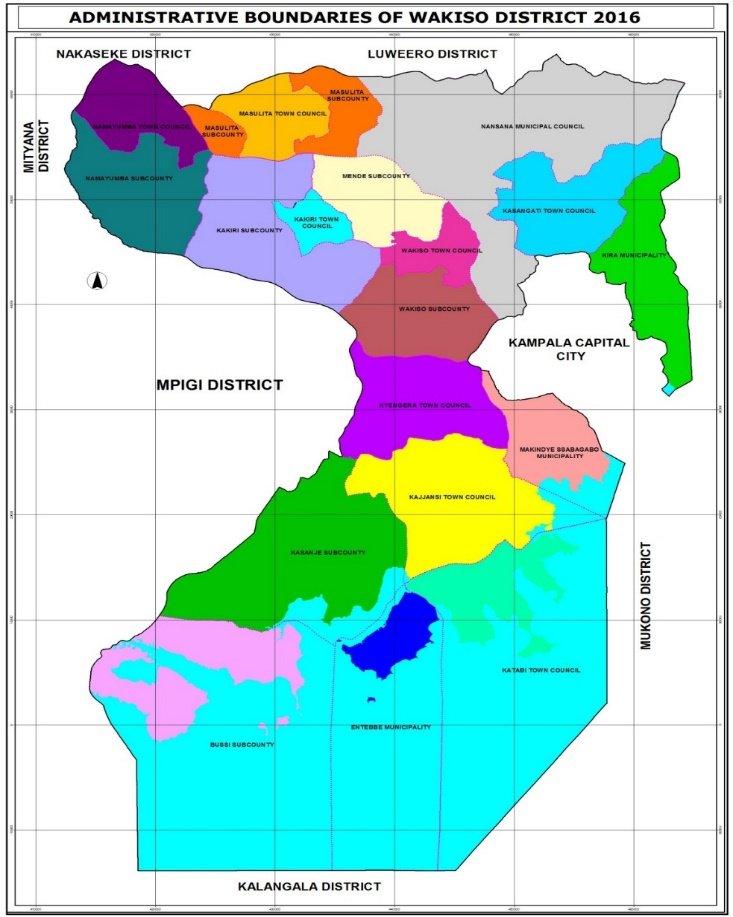 ADMINISTRATIVE BOUNDARIES OF WAKISO DISTRICT 2016
NAKASEKE DISTRICT
LUWEERO DISTRICT
MITYANA
DISTRICT
MASULITA
SUBCOUNTY
MASULITA TOWN COUNCIL
NAMAYUMBA TOWN COUNCIL
MASULITA
SUBCOUNTY
NANSANA MUNICIPAL COUNCIL
NAMAYUMBA SUBCOUNTY
MENDE SUBCOUNTY
KASANGATI TOWN COUNCIL
KAKIRI TOWN
COUNCIL
KAKIRI SUBCOUNTY
WAKISO TOWN COUNCIL
KIRA MUNICIPALITY
WAKISO SUBCOUNTY
KAMPALA CAPITAL
CITY
MPIGI DISTRICT
KYENGERA TOWN COUNCIL
MAKINDYE SSABAGABO
MUNICIPALITY
KAJJANSI TOWN COUNCIL
KASANJE SUBCOUNTY
MUKONO DISTRICT
KATABI TOWN COUNCIL
ENTEBBE MUNICIPALITY
BUSSI SUBCOUNTY
KALANGALA DISTRICT